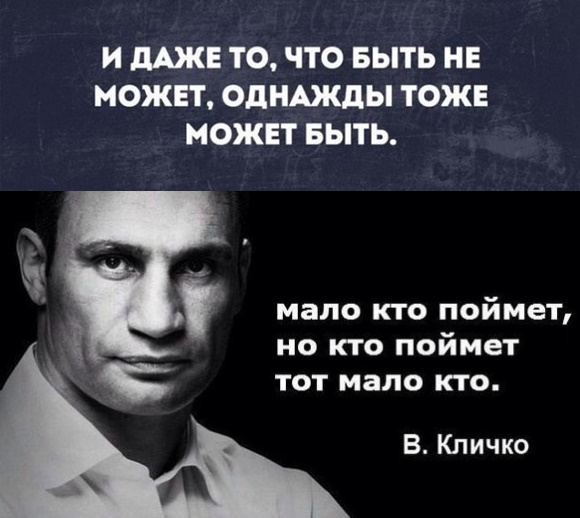 И ДАЖЕ ТО, ЧТО БЫТЬ НЕ
МОЖЕТ, ОДНАЖДЫ ТОЖЕ
МОЖЕТ БЫТЬ.
мало кто поймет,
но кто поймет
тот мало кто.
В. Кличко